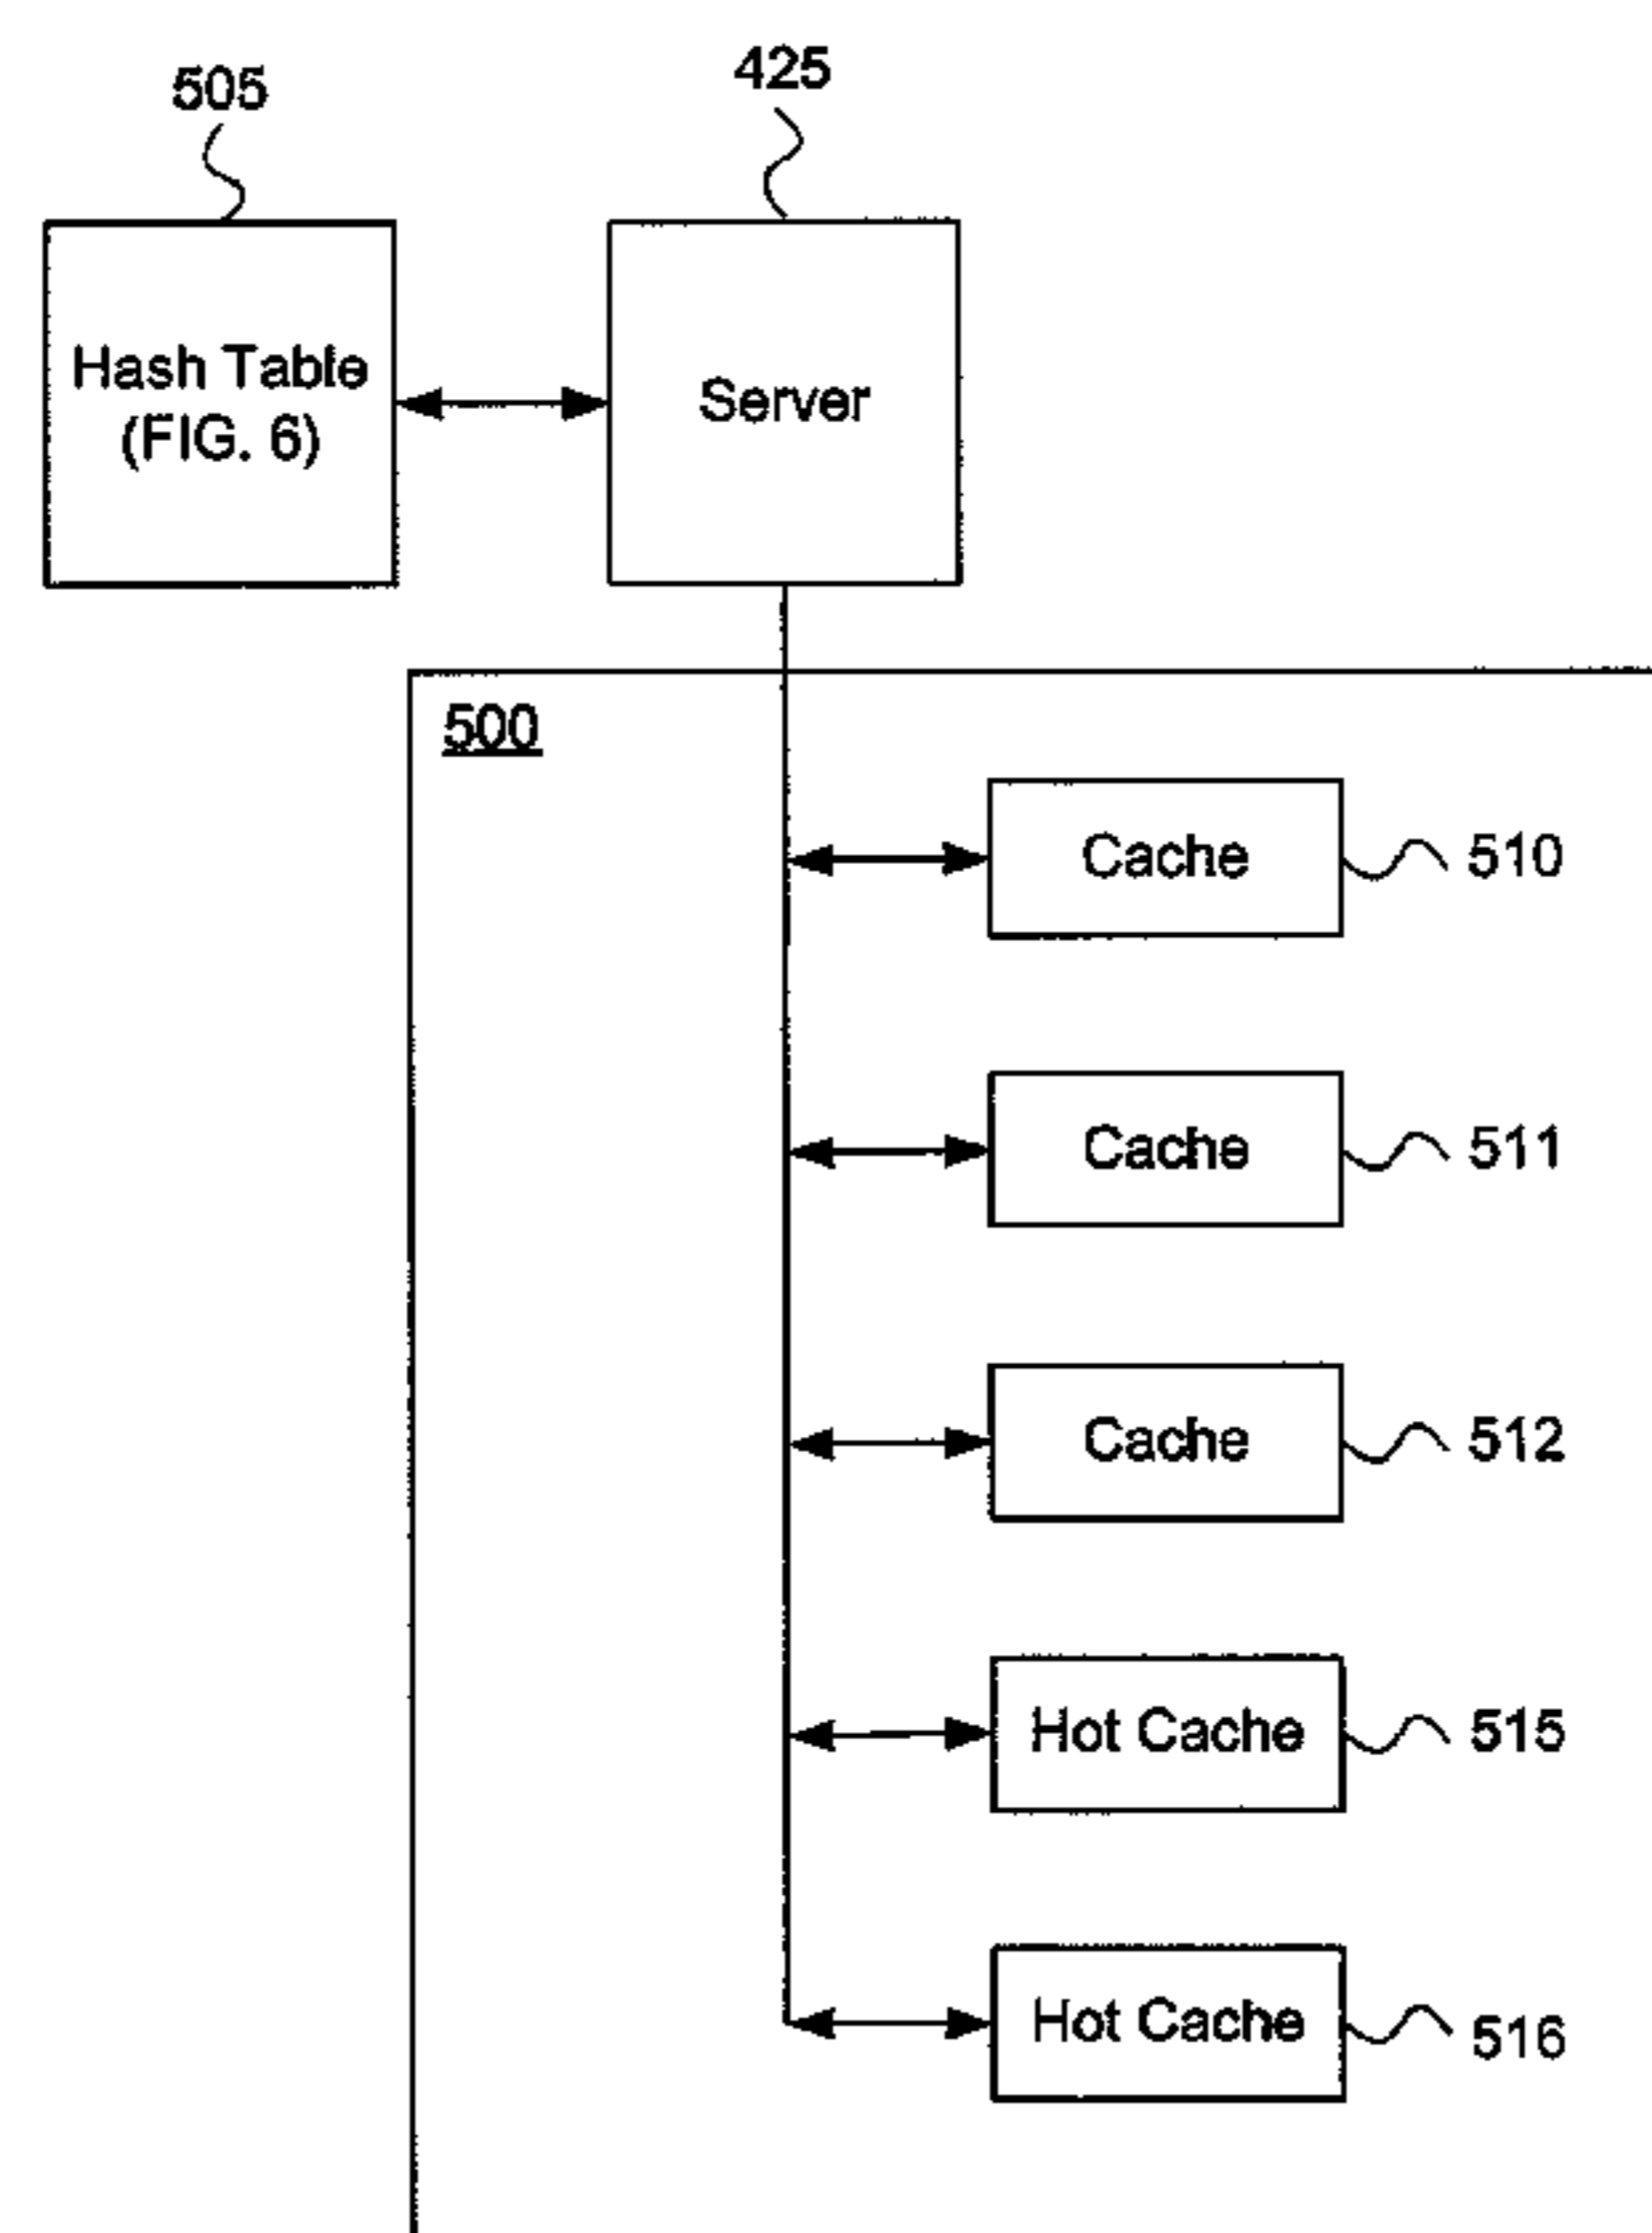 505
425
Hash Table
(FIG. 6)
Server
500
Cache
510
Cache
511
Cache
512
Hot Cache
515
Hot Cache
516